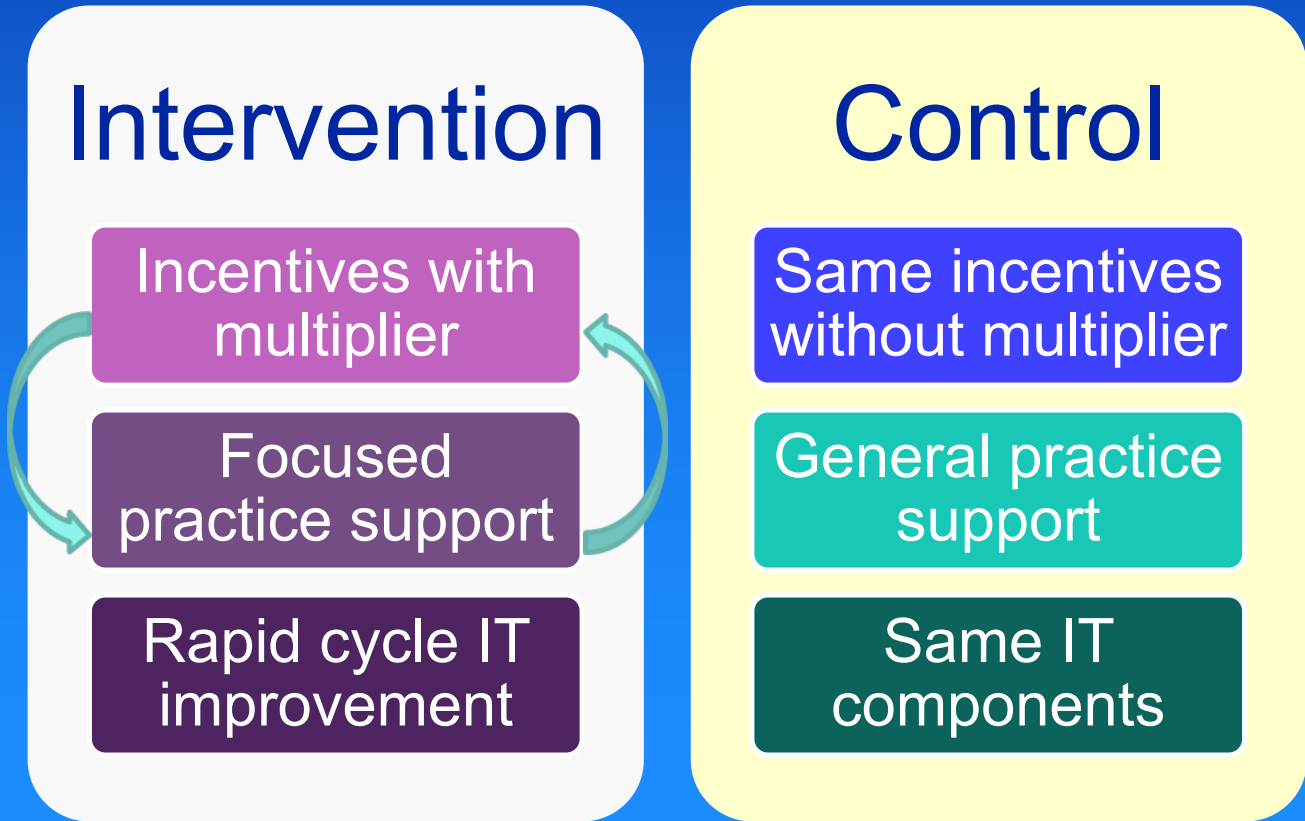 Intervention
Incentives with
multiplier
Focused
practice support
Rapid cycle IT
improvement
Control
Same incentives
without multiplier
General practice
support
Same IT
components